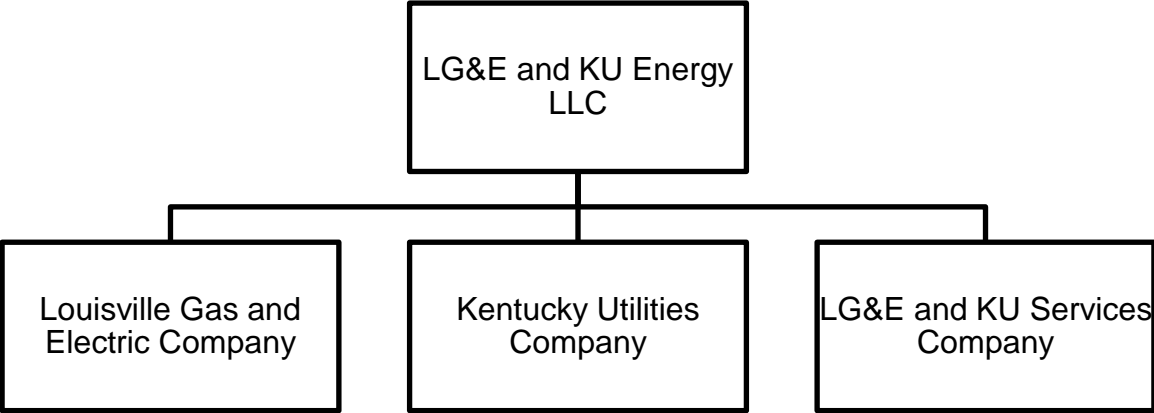 LG&E and KU Energy
LLC
Louisville Gas and
Electric Company
Kentucky Utilities
Company
LG&E and KU Services
Company